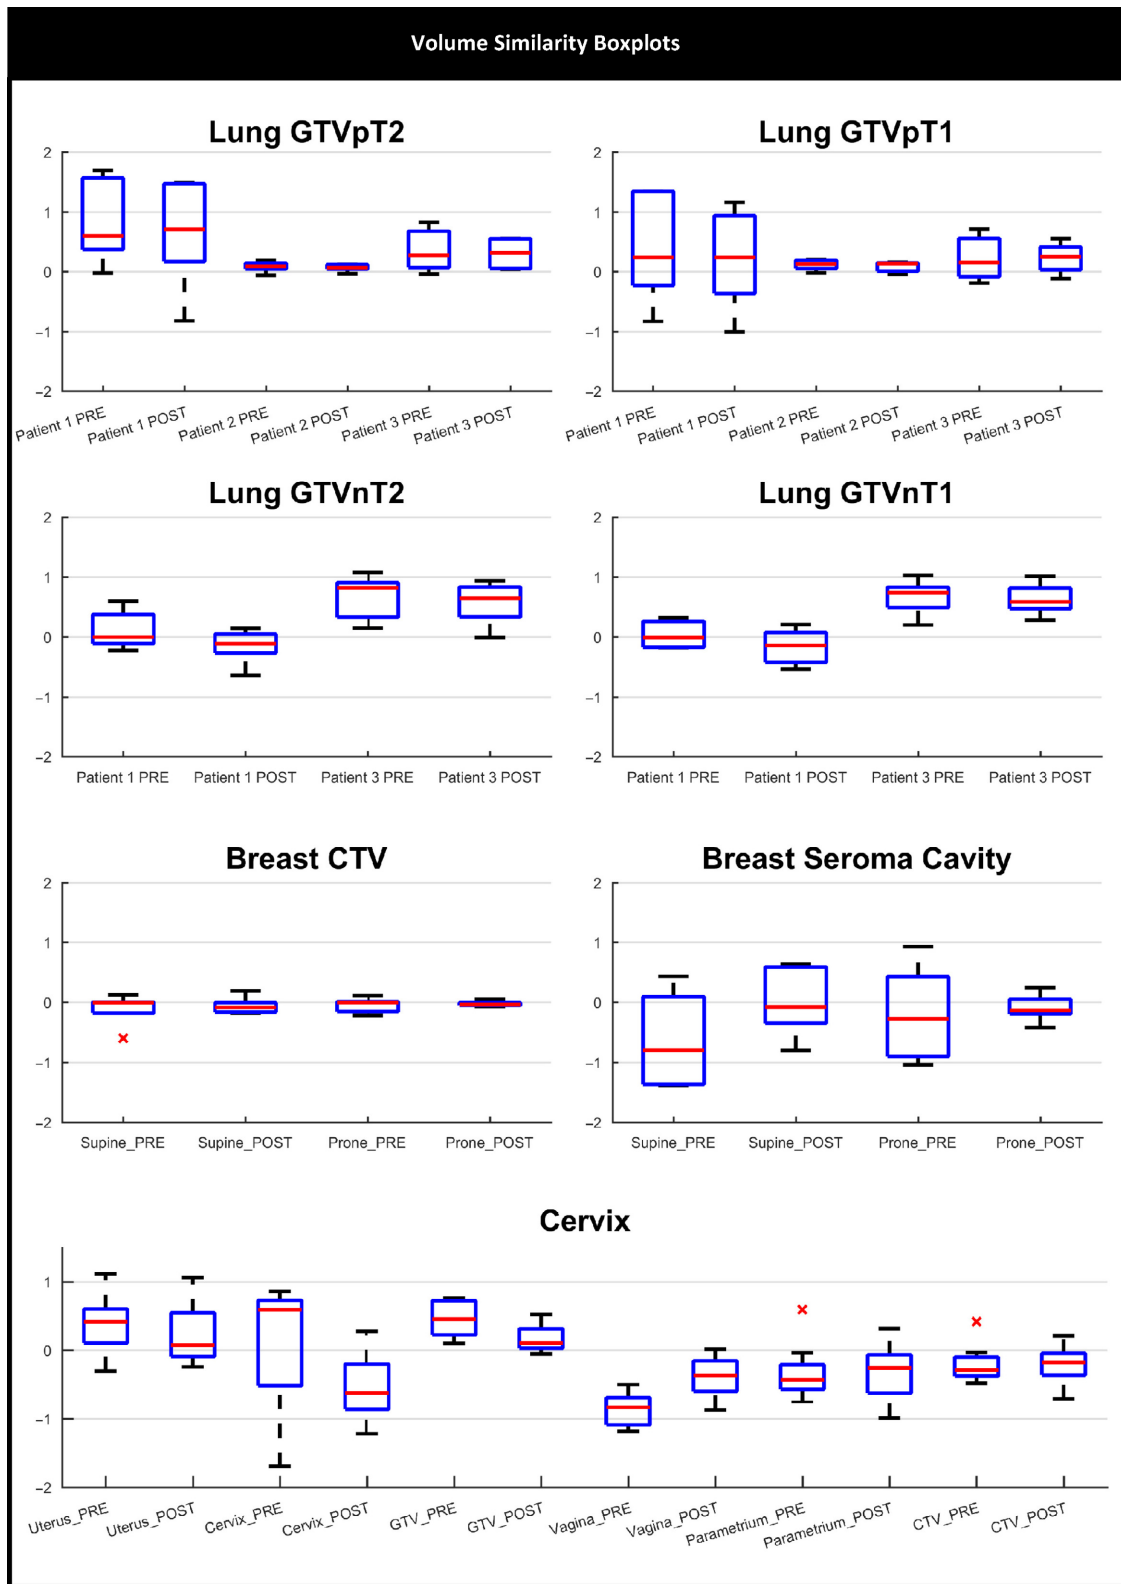 Volume Similarity Boxplots
Lung GTVpT2
2
1
0
−1
−2
Patient 1 PRE
Patient 1 POST
Patient 2 PRE
Patient 2 POST
Patient 3 PRE
Patient 3 POST
Lung GTVpT1
2
1
0
−1
−2
Patient 1 PRE
Patient 1 POST
Patient 2 PRE
Patient 2 POST
Patient 3 PRE
Patient 3 POST
Lung GTVnT2
2
1
0
−1
−2
Patient 1 PRE
Patient 1 POST
Patient 3 PRE
Patient 3 POST
Lung GTVnT1
2
1
0
−1
−2
Patient 1 PRE
Patient 1 POST
Patient 3 PRE
Patient 3 POST
Breast CTV
2
1
0
−1
−2
Supine_PRE
Supine_POST
Prone_PRE
Prone_POST
Breast Seroma Cavity
2
1
0
−1
−2
Supine_PRE
Supine_POST
Prone_PRE
Prone_POST
Cervix
1
0
−1
−2
Uterus_PRE
Uterus_POST
Cervix_PRE
Cervix_POST
GTV_PRE
GTV_POST
Vagina_PRE
Vagina_POST
Parametrium_PRE
Parametrium_POST
CTV_PRE
CTV_POST